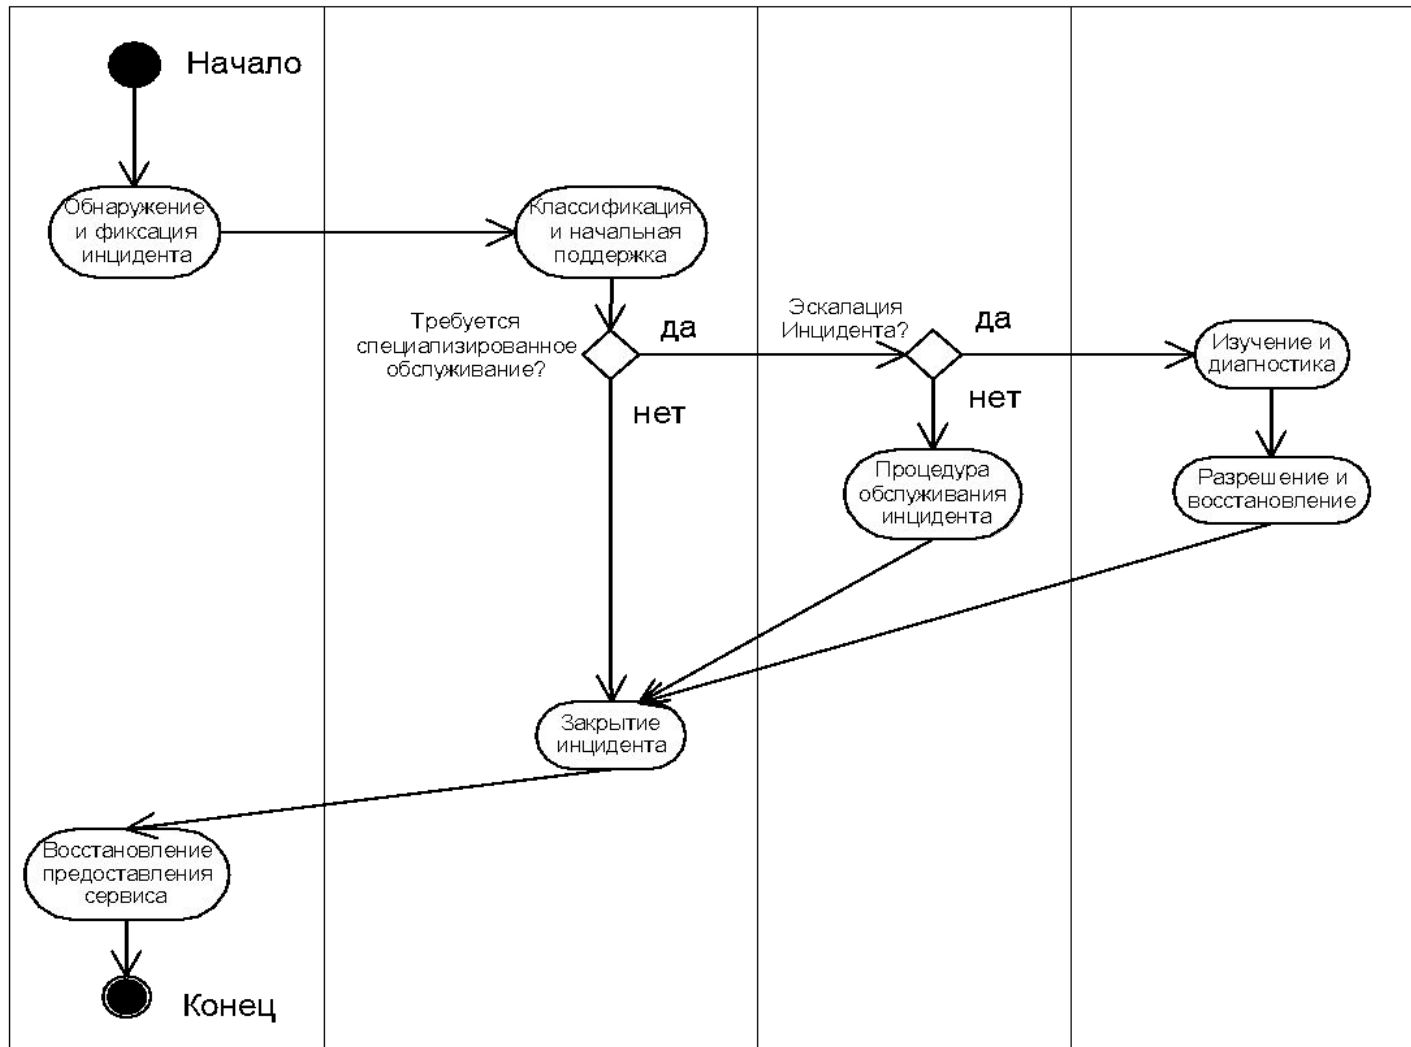 Начало
Обнаружение
и фиксация
инцидента
Классификация
и начальная
поддержка
Требуется
специализированное
обслуживание?
да
нет
Эскалация
Инцидента?
да
нет
Изучение и
диагностика
Процедура
обслуживания
инцидента
Разрешение и
восстановление
Закрытие
инцидента
Восстановление
предоставления
сервиса
Конец